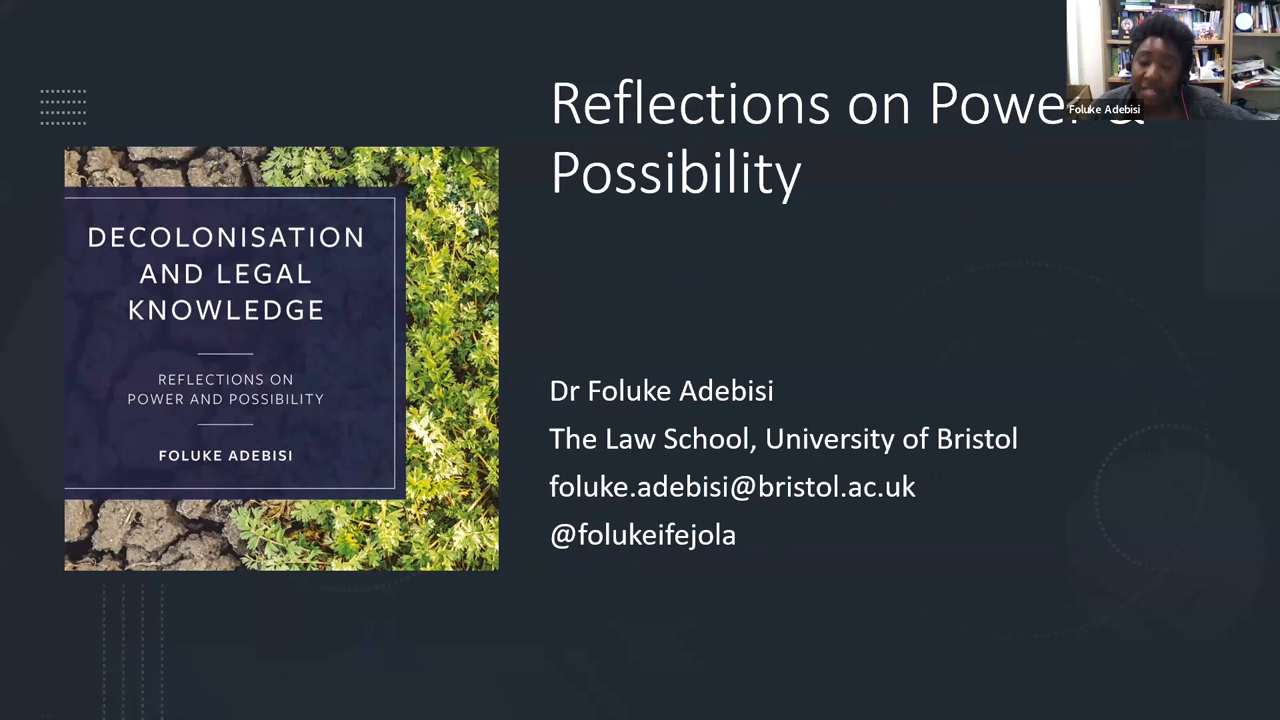 Reflections on Power &
Possibility
Foluke Adebisi
DECOLONISATION
AND LEGAL
KNOWLEDGE
REFLECTIONS ON
POWER AND POSSIBILITY
FOLUKE ADEBISI
Dr Foluke Adebisi
The Law School, University of Bristol
foluke.adebisi@bristol.ac.uk
@folukeifejola